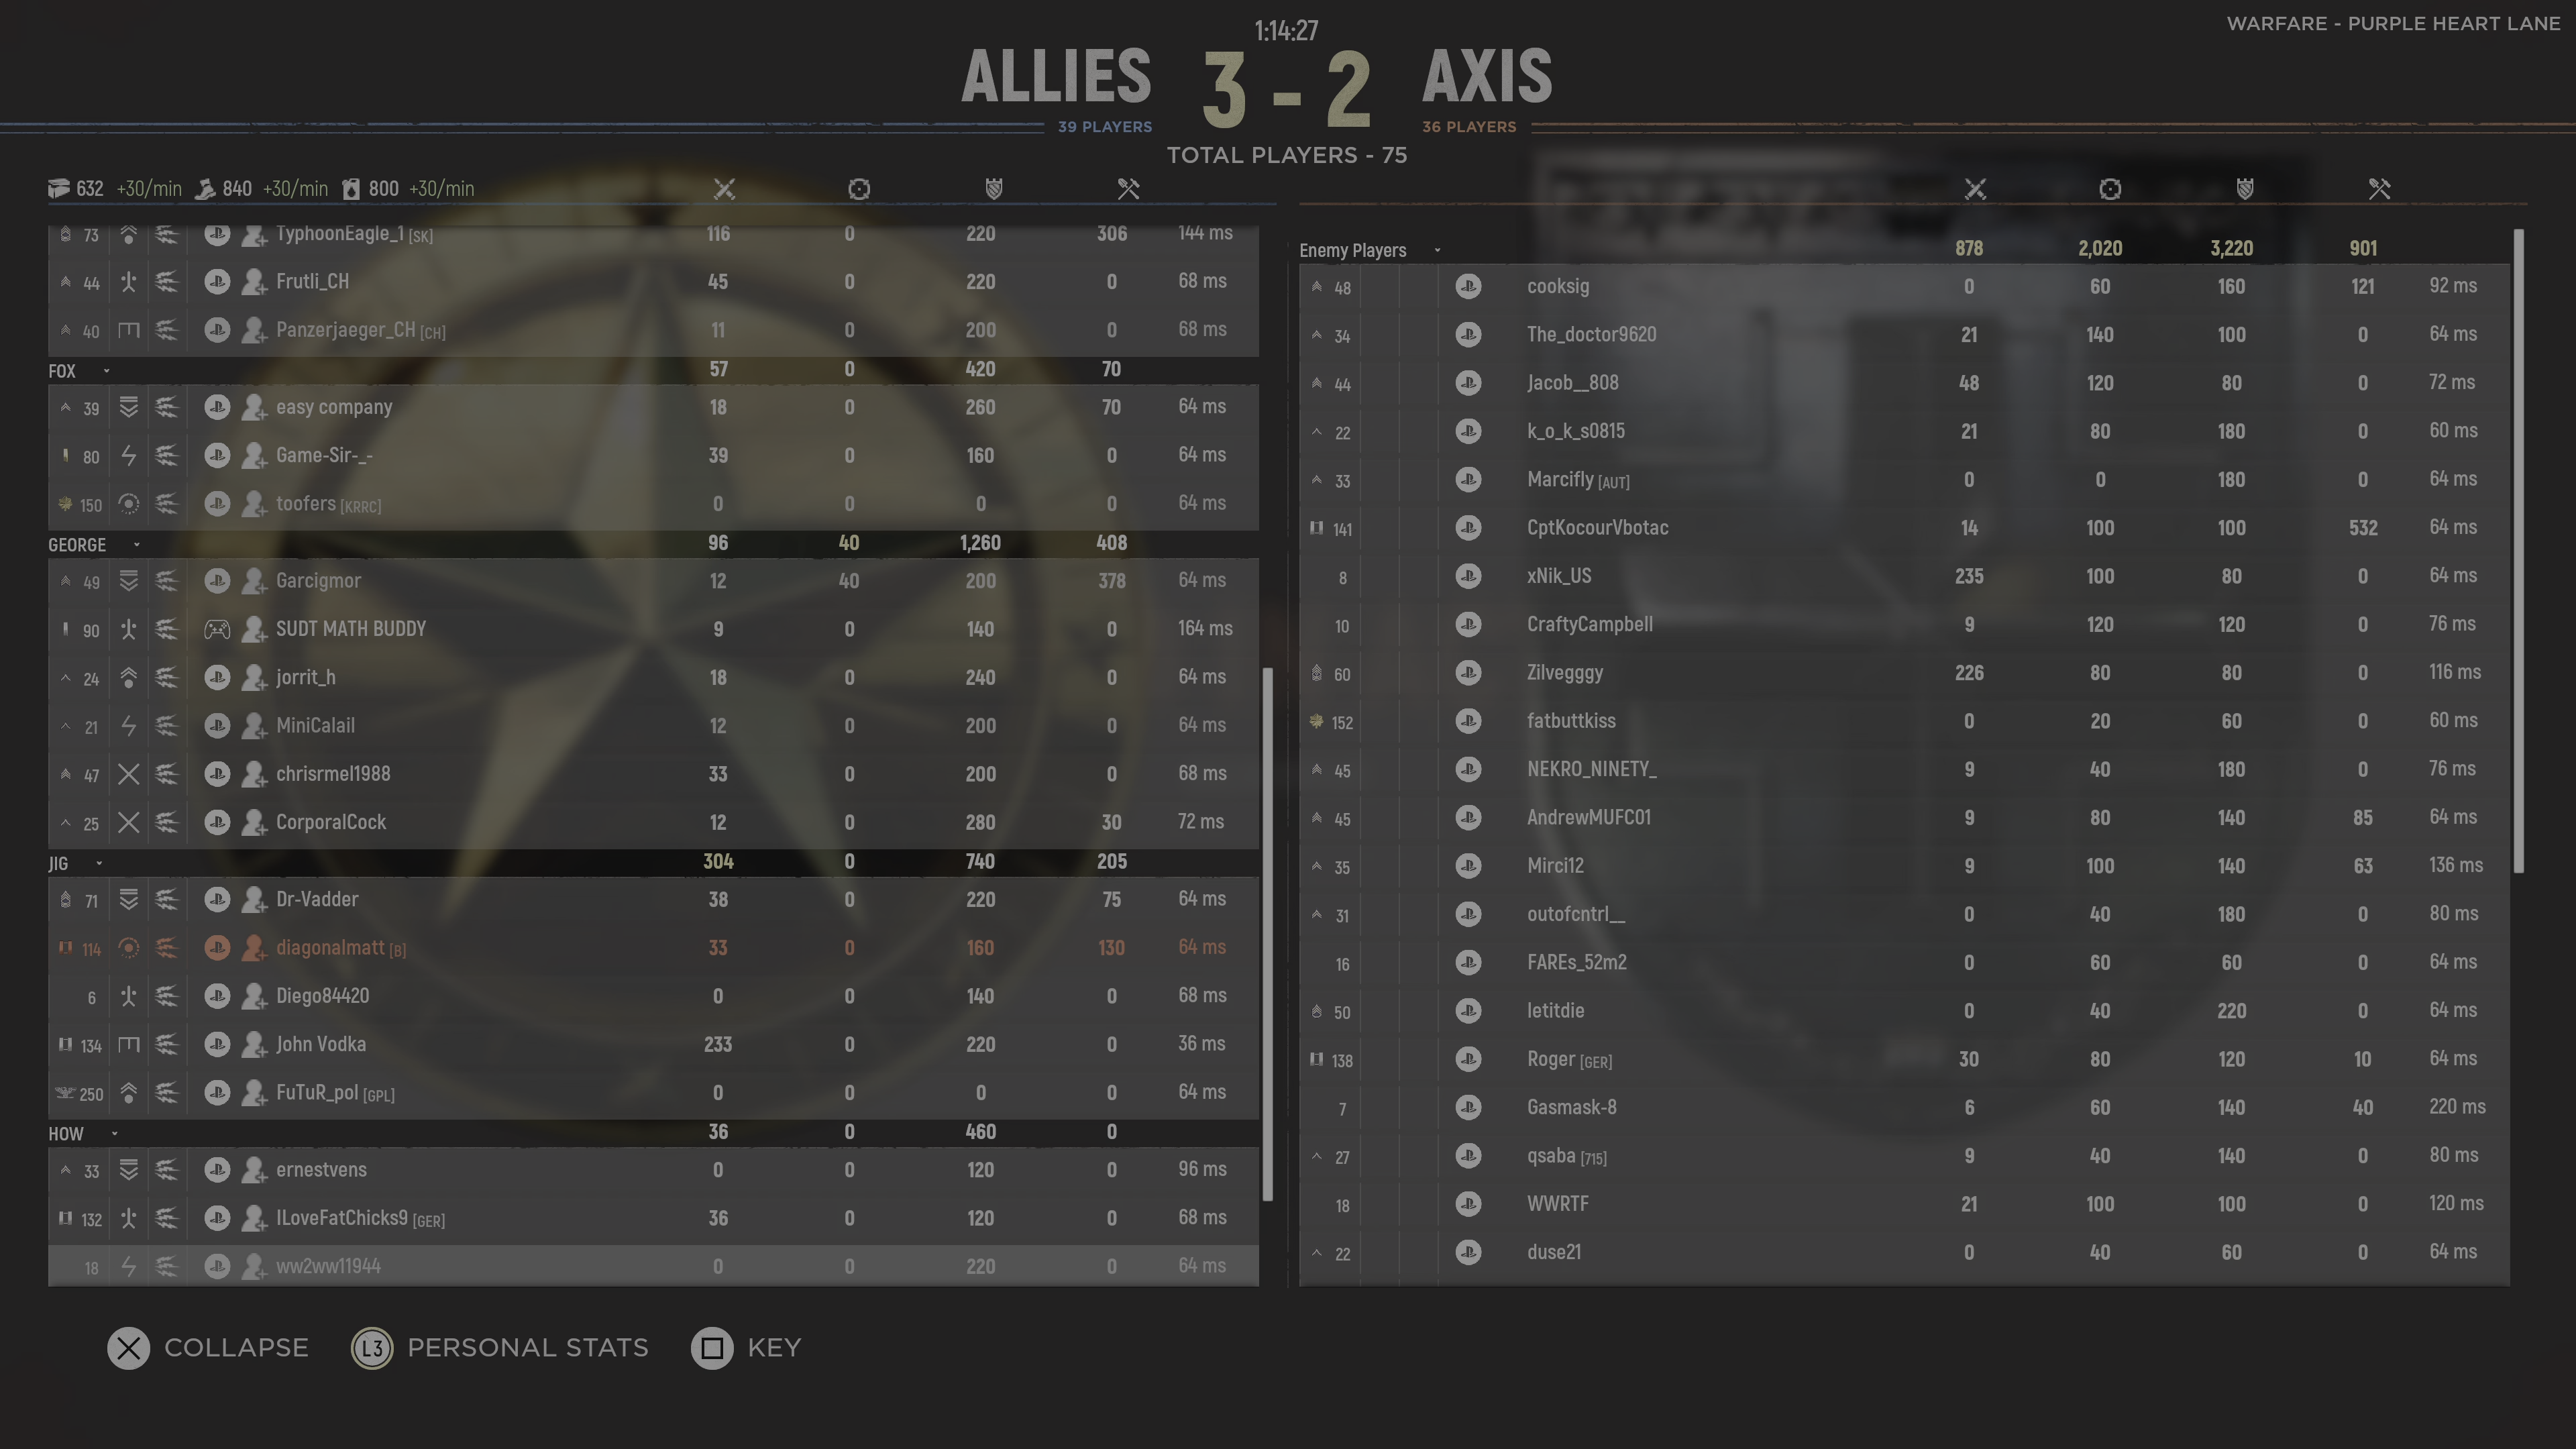 WARFARE - PURPLE HEART LANE
1:14:27
ALLIES 3 - 2 AXIS
39 PLAYERS 36 PLAYERS
TOTAL PLAYERS - 75
632 +30/min 840 +30/min 800 +30/min
73 TyphoonEagle_1 [SK] 116 0 220 306 144 ms
44 Frutli_CH 45 0 220 0 68 ms
40 Panzerjaeger_CH [CH] 11 0 200 0 68 ms
FOX 57 0 420 70
39 easy company 18 0 260 70 64 ms
80 Game-Sir-_- 39 0 160 0 64 ms
150 toofers [KRRC] 0 0 0 0 64 ms
GEORGE 96 40 1,260 408
49 Garcigmor 12 40 200 378 64 ms
90 SUDT MATH BUDDY 9 0 140 0 164 ms
24 jorrit_h 18 0 240 0 64 ms
21 MiniCalail 12 0 200 0 64 ms
47 chrisrmel1988 33 0 200 0 68 ms
25 CorporalCock 12 0 280 30 72 ms
JIG 304 0 740 205
71 Dr-Vadder 38 0 220 75 64 ms
114 diagonalmatt [B] 33 0 160 130 64 ms
6 Diego84420 0 0 140 0 68 ms
134 John Vodka 233 0 220 0 36 ms
250 FuTuR_pol [GPL] 0 0 0 0 64 ms
HOW 36 0 460 0
33 ernestvens 0 0 120 0 96 ms
132 ILoveFatChicks9 [GER] 36 0 120 0 68 ms
18 ww2ww11944 0 0 220 0 64 ms
Enemy Players 878 2,020 3,220 901
48 cooksig 0 60 160 121 92 ms
34 The_doctor9620 21 140 100 0 64 ms
44 Jacob__808 48 120 80 0 72 ms
22 k_o_k_s0815 21 80 180 0 60 ms
33 Marcifly [AUT] 0 0 180 0 64 ms
141 CptKocourVbotac 14 100 100 532 64 ms
8 xNik_US 235 100 80 0 64 ms
10 CraftyCampbell 9 120 120 0 76 ms
60 Zilvegggy 226 80 80 0 116 ms
152 fatbuttkiss 0 20 60 0 60 ms
45 NEKRO_NINETY_ 9 40 180 0 76 ms
45 AndrewMUFC01 9 80 140 85 64 ms
35 Mirci12 9 100 140 63 136 ms
31 outofcntrl__ 0 40 180 0 80 ms
16 FAREs_52m2 0 60 60 0 64 ms
50 letitdie 0 40 220 0 64 ms
138 Roger [GER] 30 80 120 10 64 ms
7 Gasmask-8 6 60 140 40 220 ms
27 qsaba [715] 9 40 140 0 80 ms
18 WWRTF 21 100 100 0 120 ms
22 duse21 0 40 60 0 64 ms
COLLAPSE L3 PERSONAL STATS KEY